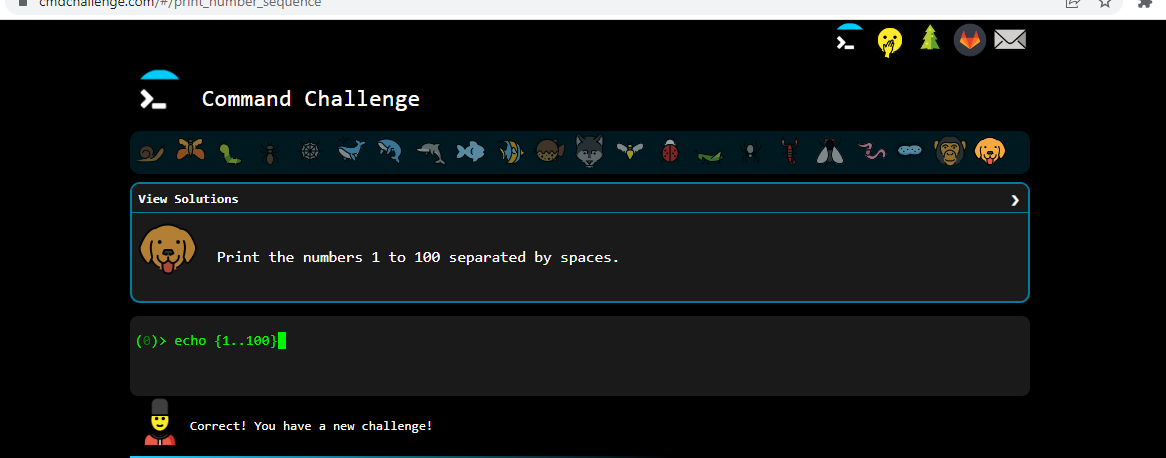 cmdchallenge.com/#/print_number_sequence
Command Challenge
View Solutions
Print the numbers 1 to 100 separated by spaces.
(0)> echo {1..100}
Correct! You have a new challenge!